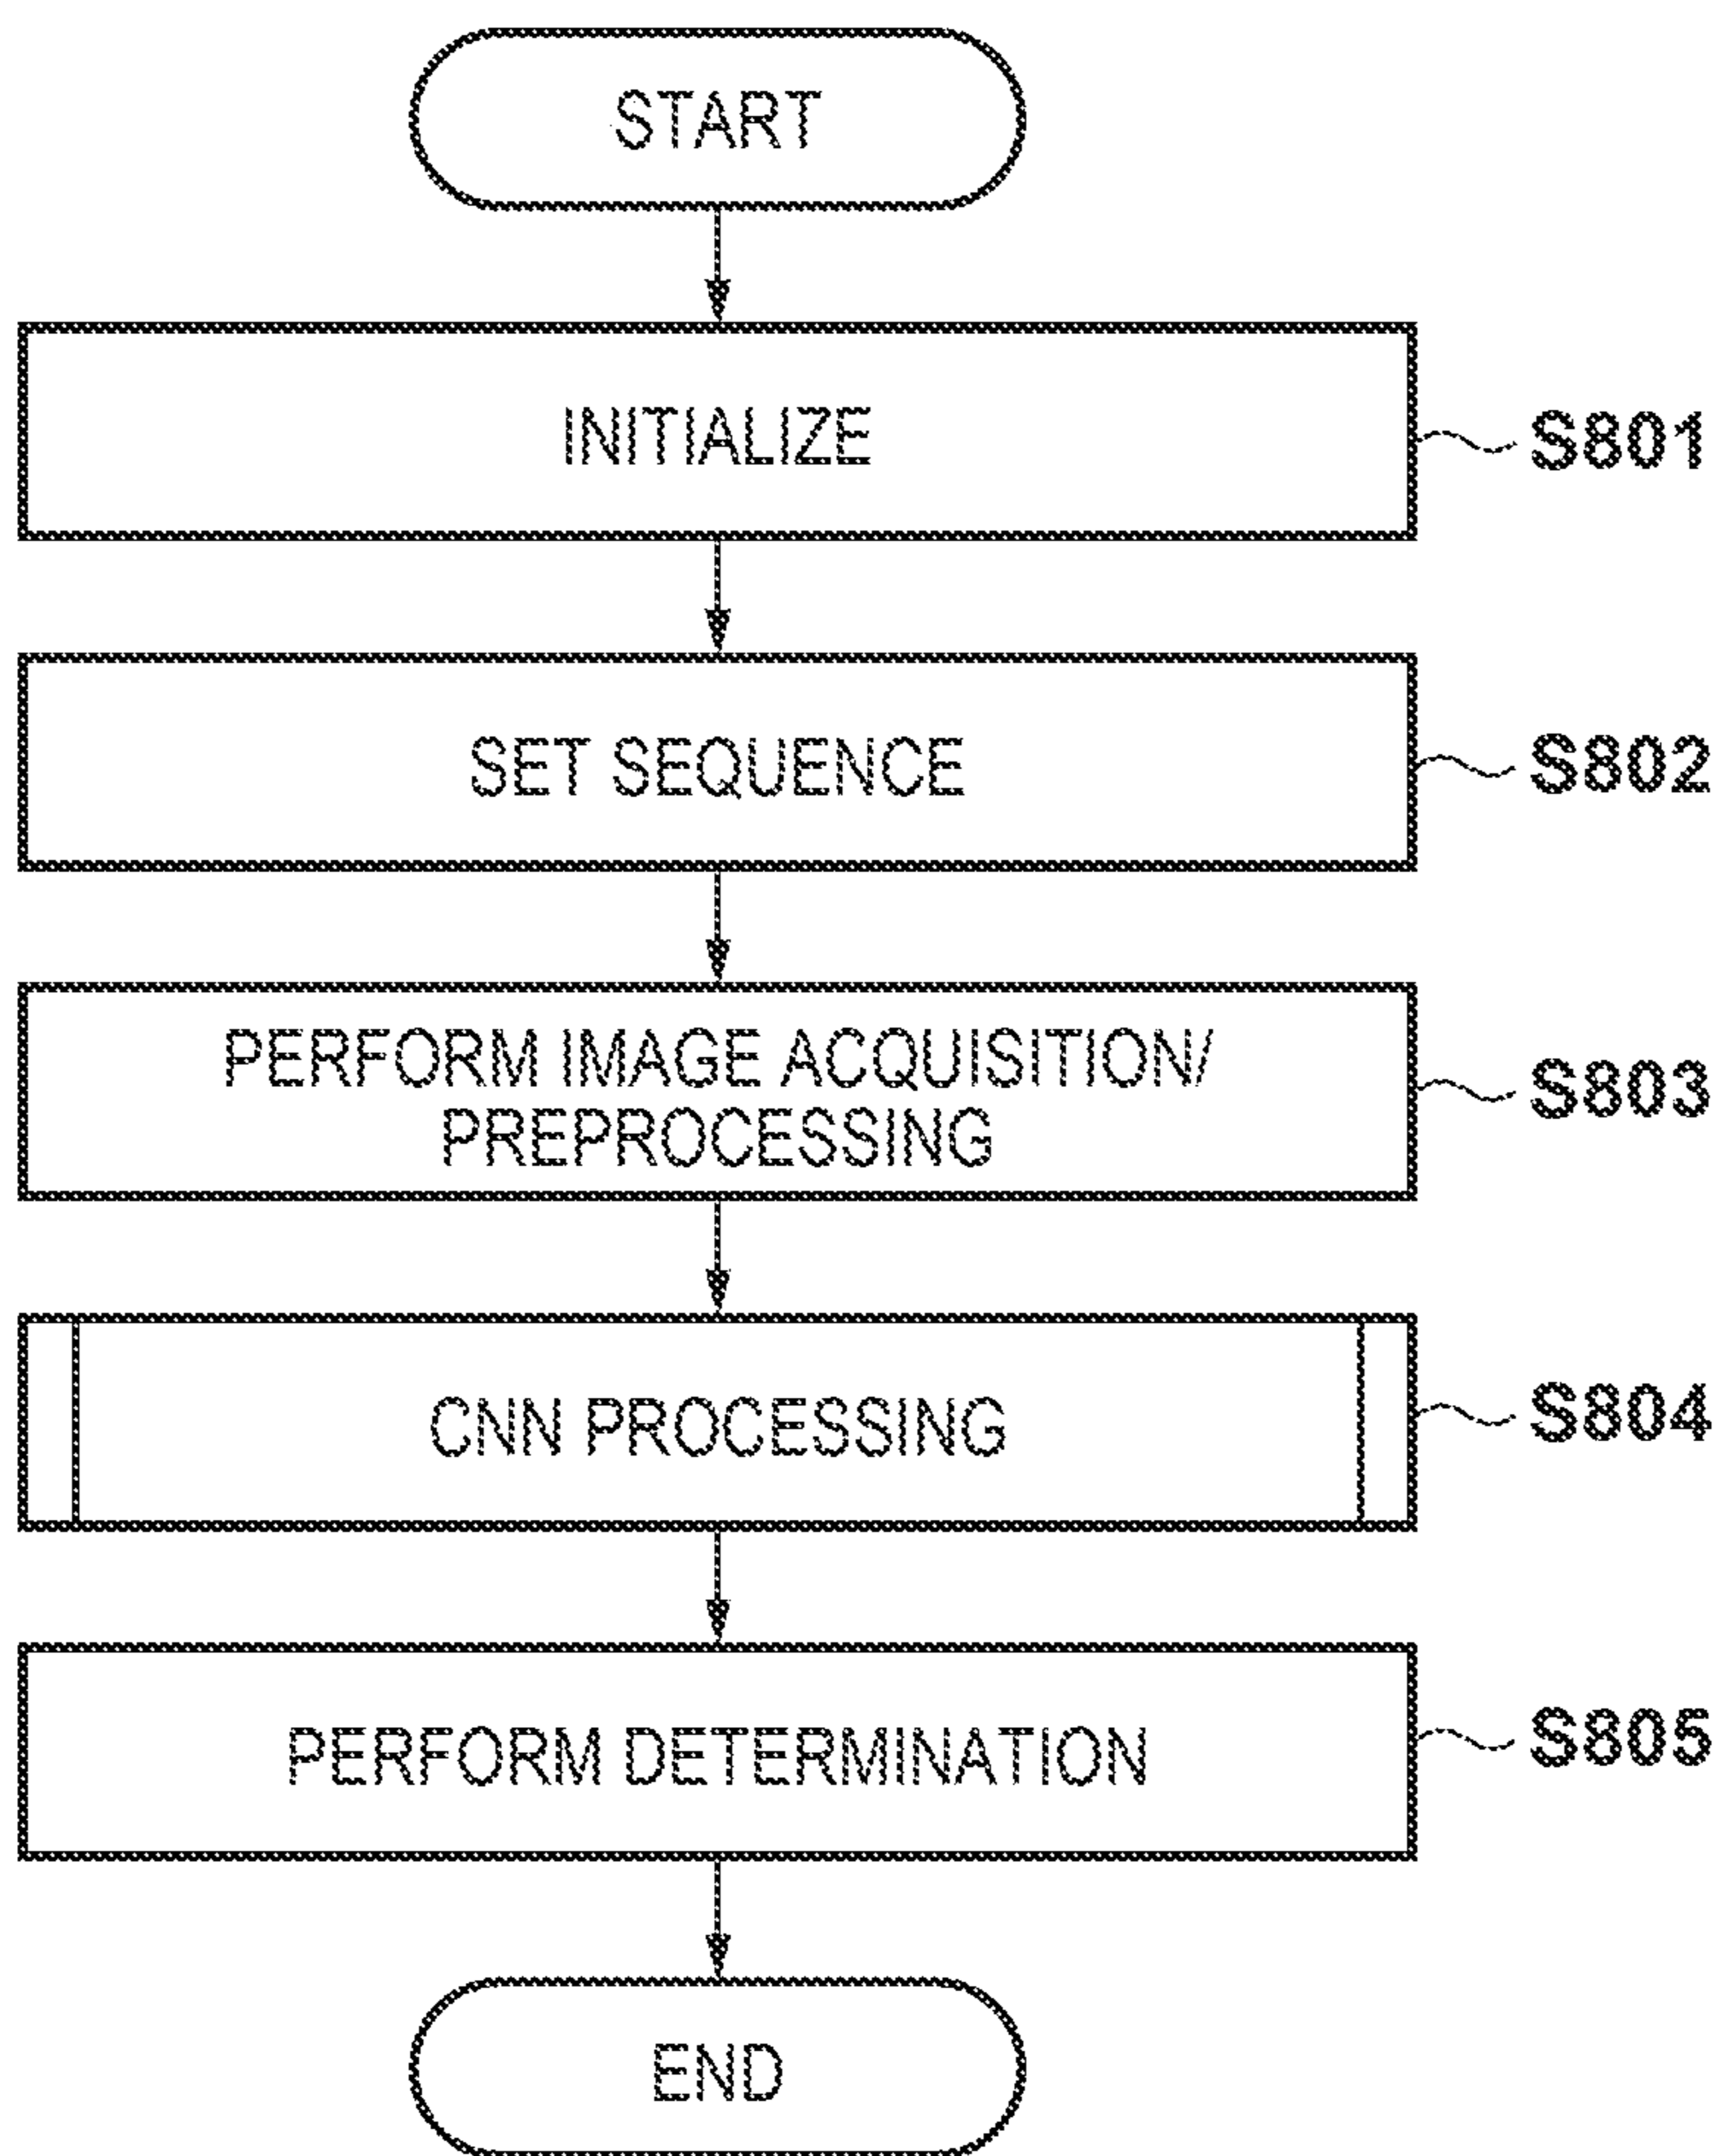 START
INITIALIZE
S801
SET SEQUENCE
S802
PERFORM IMAGE ACQUISITION/
PREPROCESSING
S803
CNN PROCESSING
S804
PERFORM DETERMINATION
S805
END